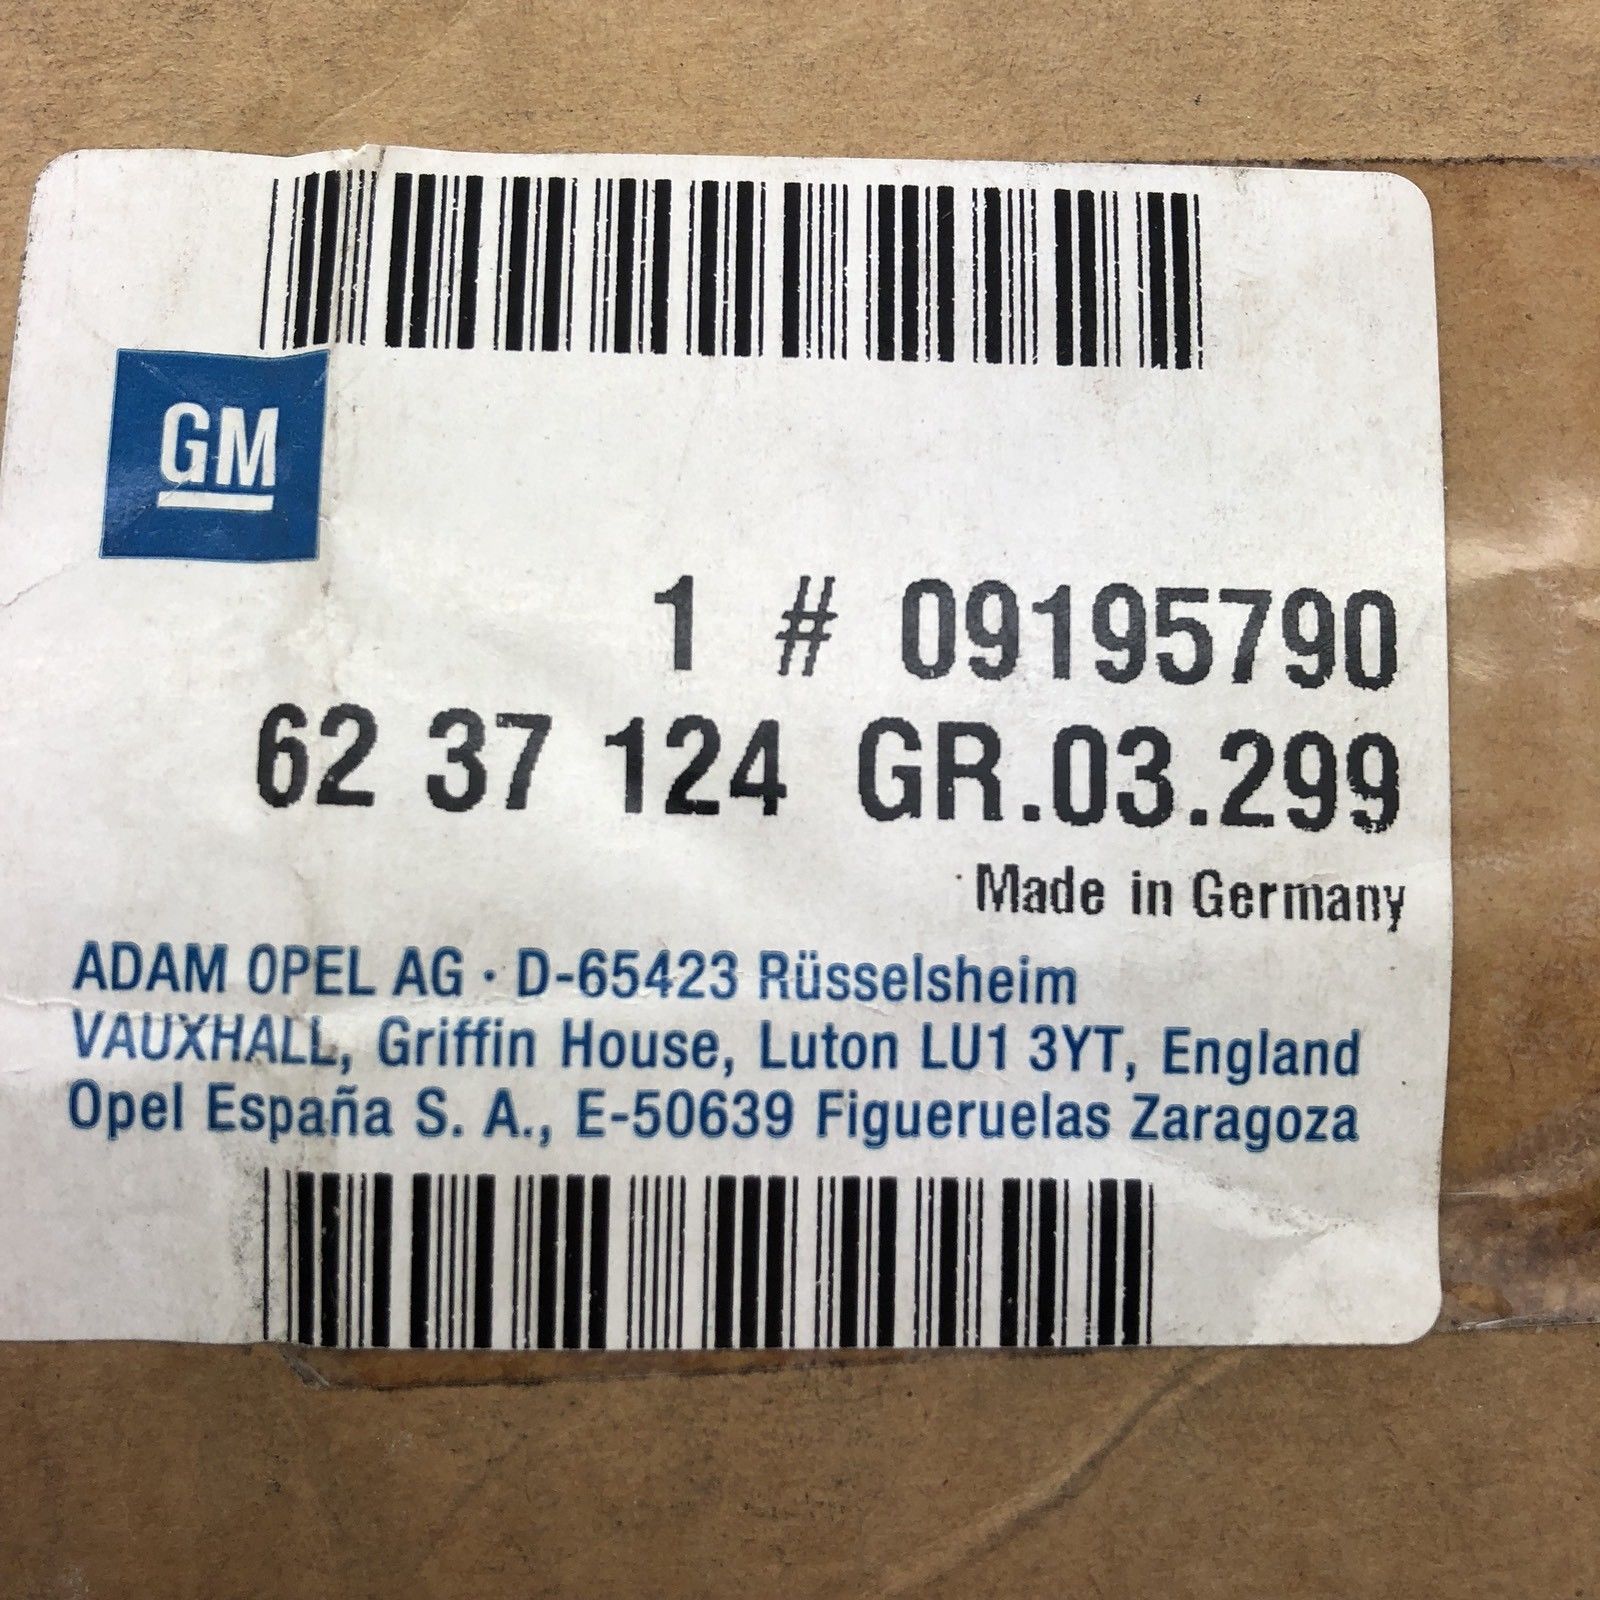 GM
1 # 09195790
62 37 124 GR.03.299
Made in Germany
ADAM OPEL AG · D-65423 Rüsselsheim
VAUXHALL, Griffin House, Luton LU1 3YT, England
Opel España S. A., E-50639 Figueruelas Zaragoza